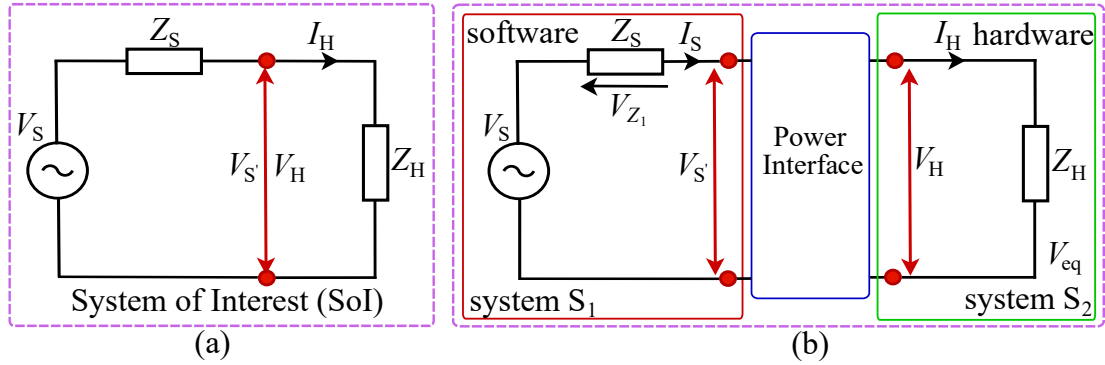 Z_S
I_H
V_S
V_S'
V_H
Z_H
System of Interest (SoI)
(a)
software
Z_S
I_S
V_Z_1
V_S
V_S'
system S_1
Power
Interface
I_H
hardware
V_H
Z_H
V_eq
system S_2
(b)